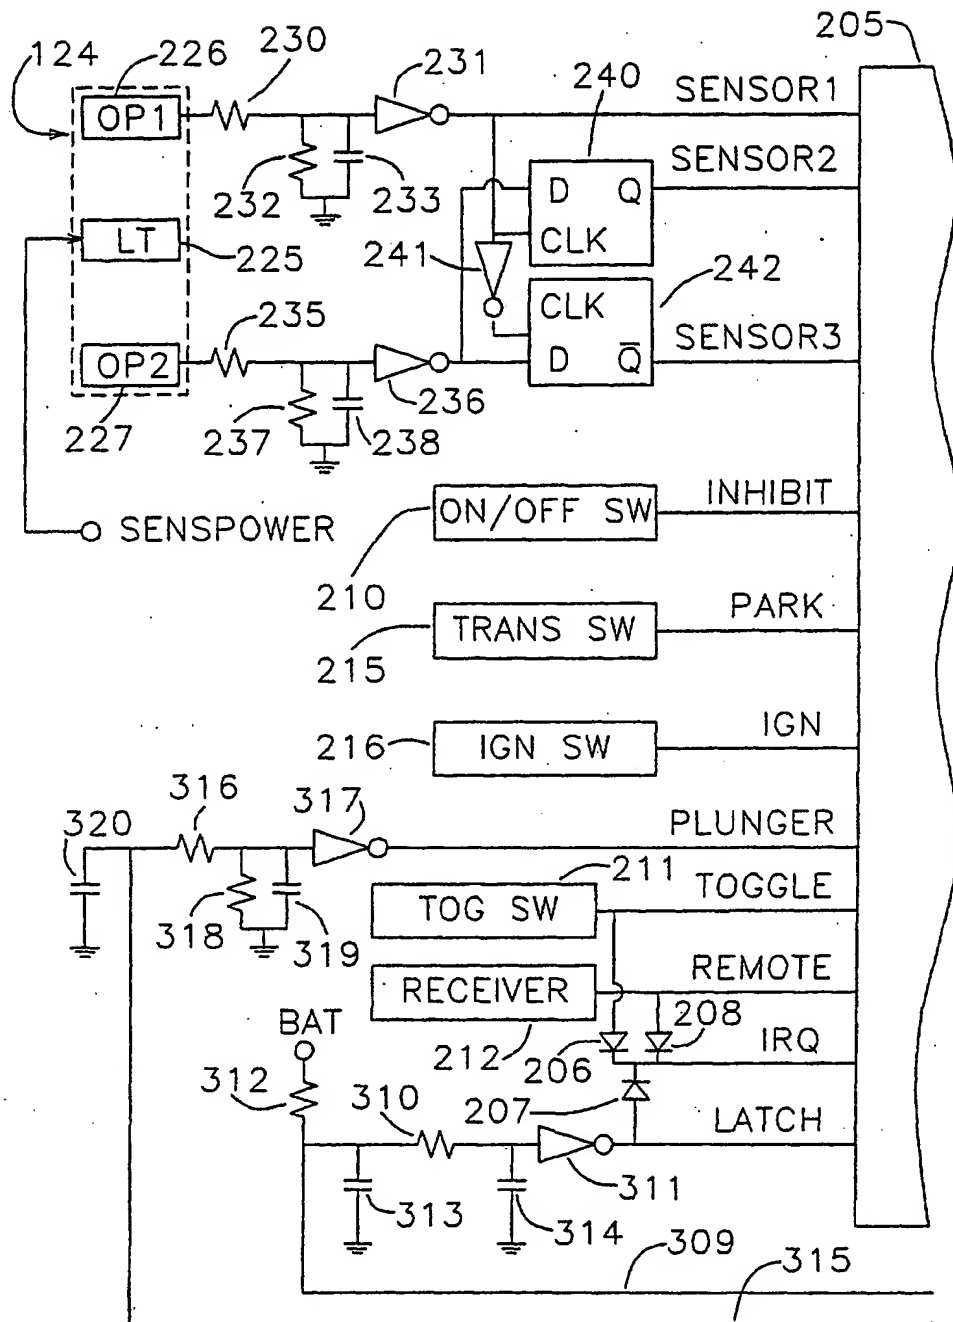 205
124
226
230
231
240
OP1
SENSOR1
SENSOR2
D Q
232
233
CLK
LT
225
241
242
235
CLK
SENSOR3
OP2
D Q̅
227
237
238
236
SENSPOWER
ON/OFF SW
INHIBIT
210
TRANS SW
PARK
215
216
IGN SW
IGN
316
317
320
PLUNGER
211
TOG SW
TOGGLE
318
319
RECEIVER
REMOTE
BAT
212
206
208
IRQ
312
310
207
LATCH
313
314
311
309
315